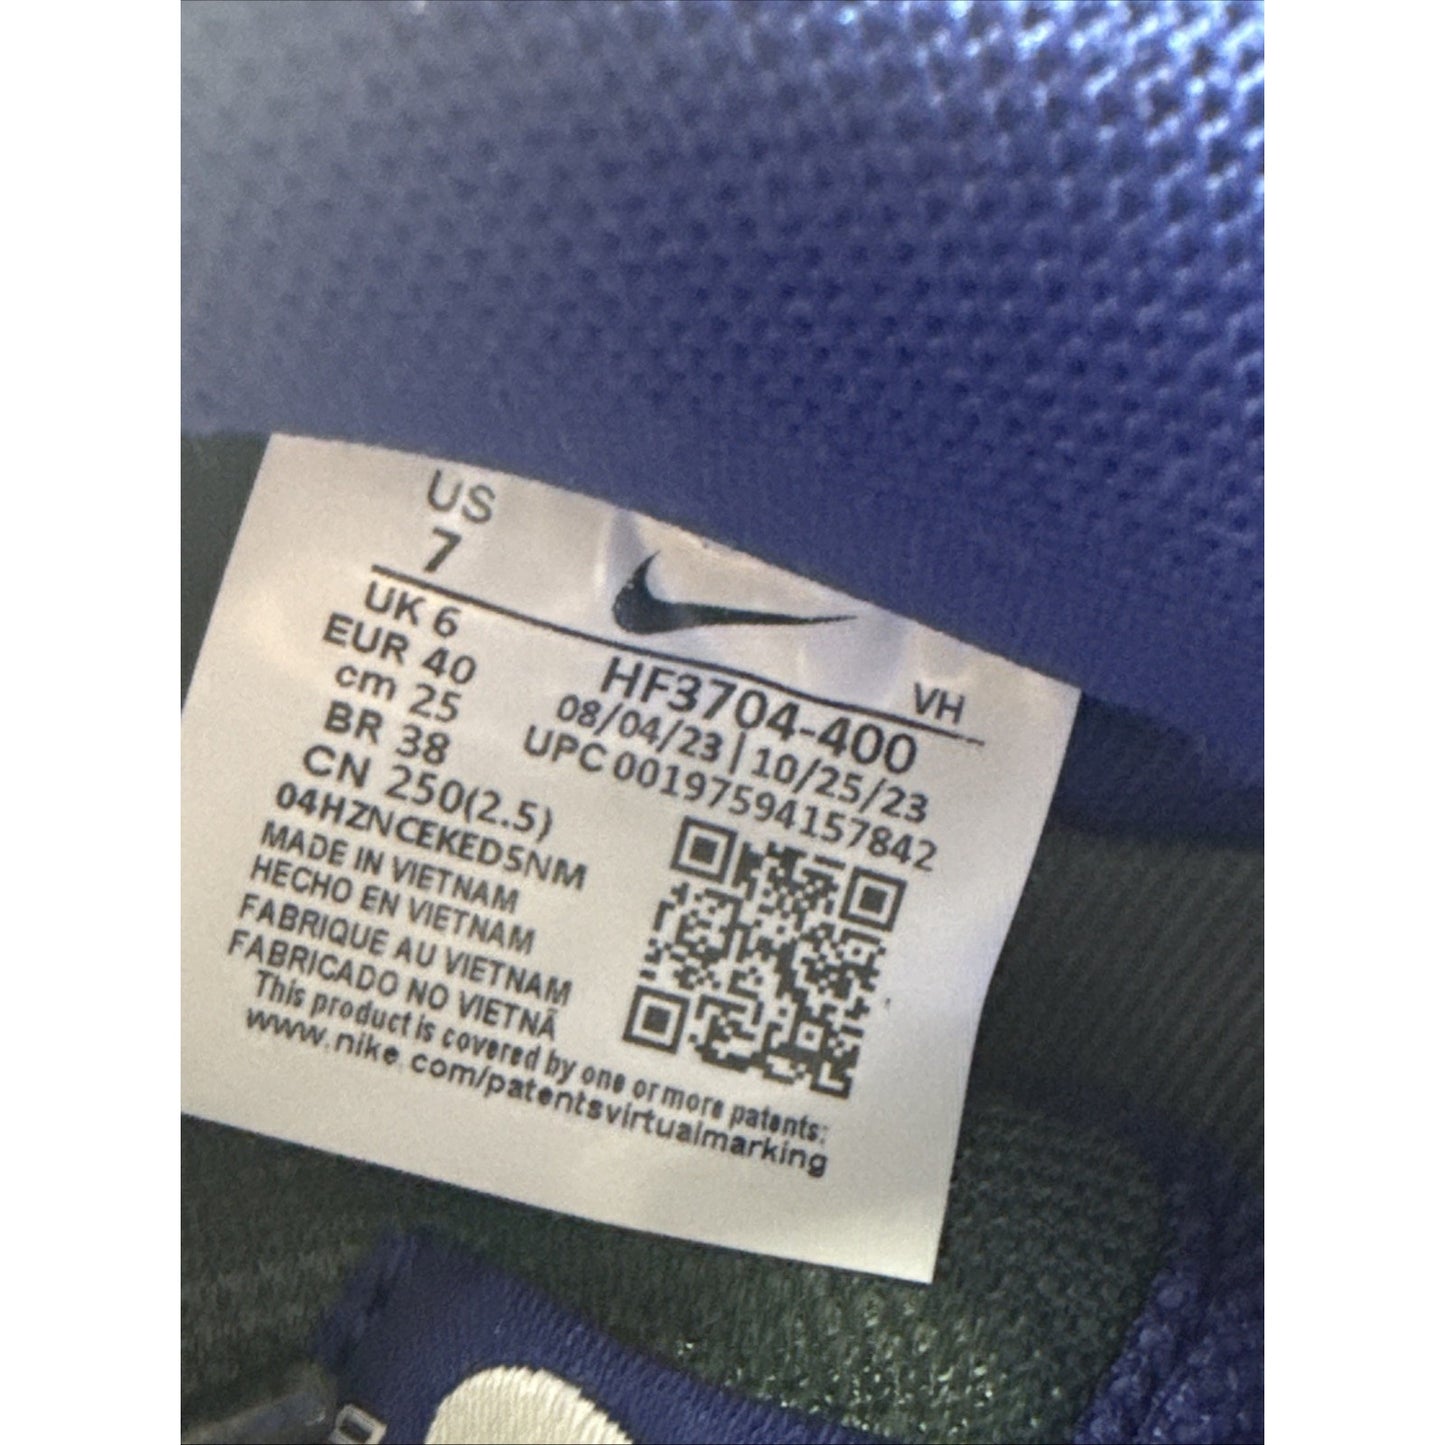 US
7
UK 6
EUR 40
cm 25
BR 38
CN 250(2.5)
04HZNCEKED5NM
MADE IN VIETNAM
HECHO EN VIETNAM
FABRIQUE AU VIETNAM
FABRICADO NO VIETNÃ
This product is covered by one or more patents:
www.nike.com/patentsvirtualmarking
VH
HF3704-400
08/04/23 | 10/25/23
UPC 00197594157842